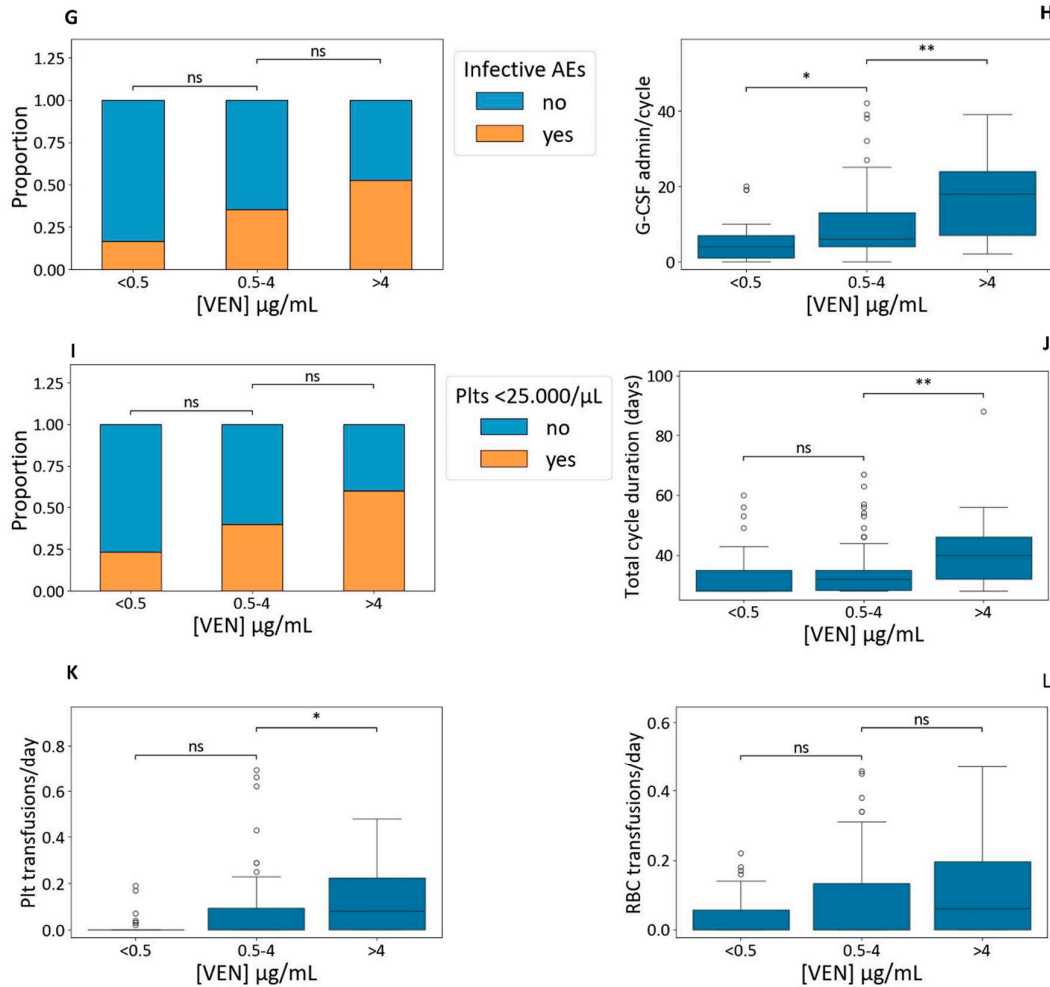 G
1.25
1.00
0.75
0.50
0.25
0.00
Proportion
ns
ns
<0.5
0.5-4
>4
[VEN] µg/mL
Infective AEs
no
yes
H
40
20
0
G-CSF admin/cycle
*
**
<0.5
0.5-4
>4
[VEN] µg/mL
I
1.25
1.00
0.75
0.50
0.25
0.00
Proportion
ns
ns
<0.5
0.5-4
>4
[VEN] µg/mL
Plts <25.000/µL
no
yes
J
100
80
60
40
Total cycle duration (days)
ns
**
<0.5
0.5-4
>4
[VEN] µg/mL
K
0.8
0.6
0.4
0.2
0.0
Plt transfusions/day
ns
*
<0.5
0.5-4
>4
[VEN] µg/mL
L
0.6
0.4
0.2
0.0
RBC transfusions/day
ns
ns
<0.5
0.5-4
>4
[VEN] µg/mL